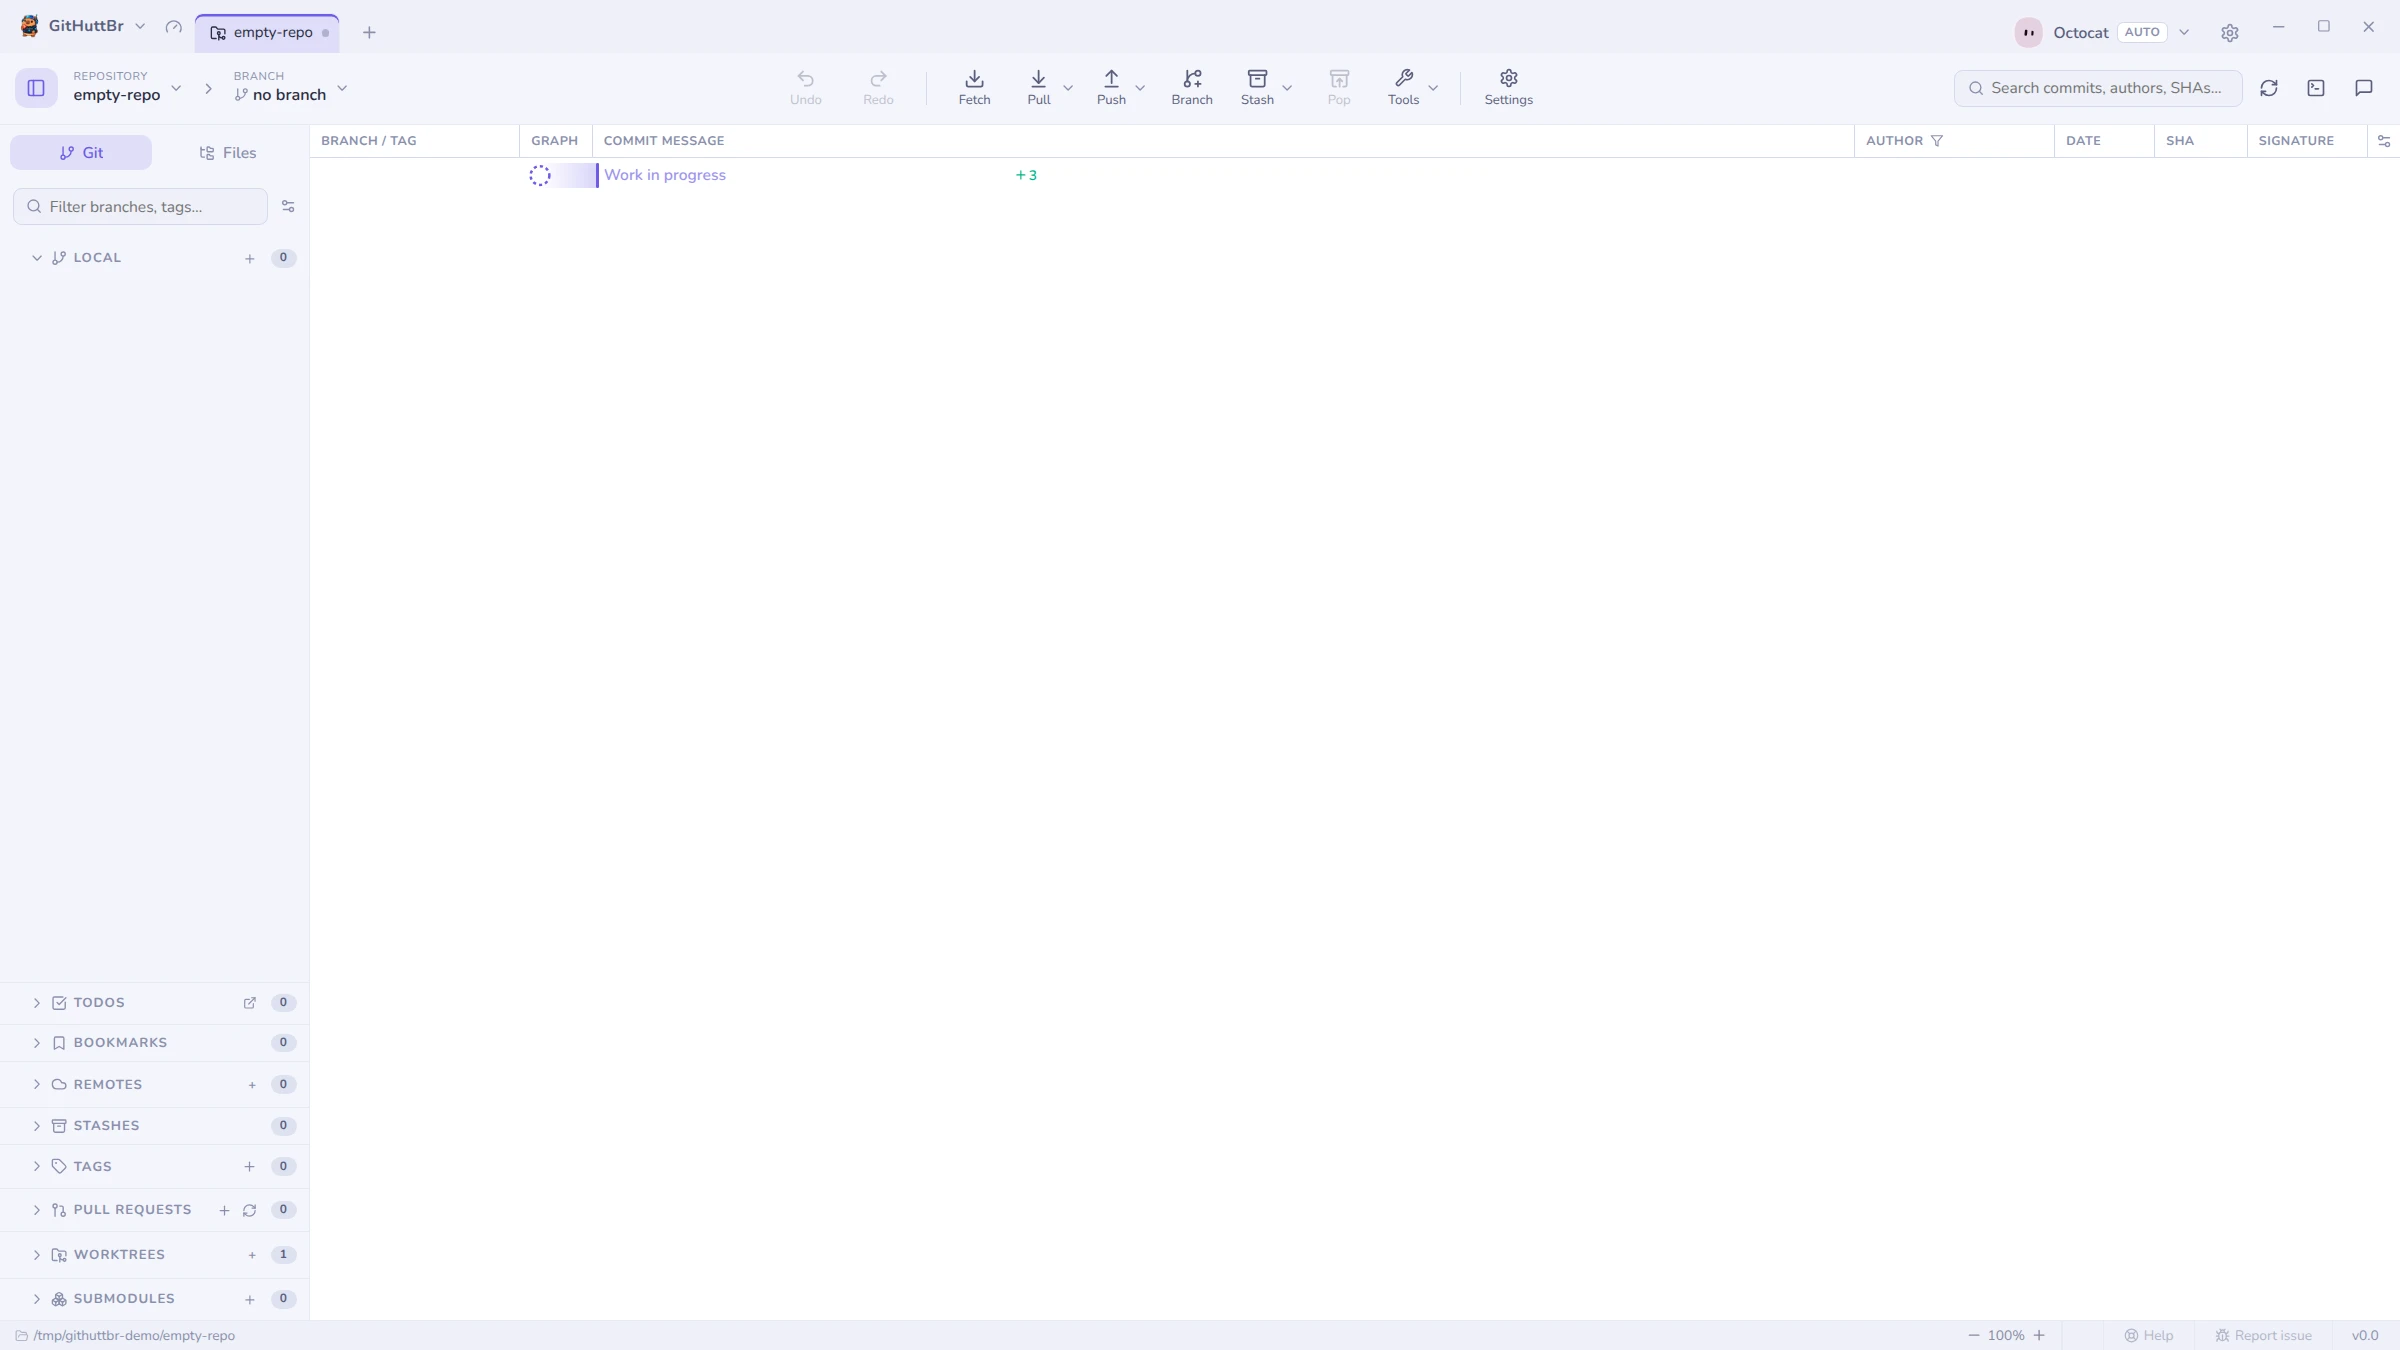 GitHuttBr
empty-repo
Octocat
AUTO
REPOSITORY
empty-repo
BRANCH
no branch
Undo
Redo
Fetch
Pull
Push
Branch
Stash
Pop
Tools
Settings
Search commits, authors, SHAs...
Git
Files
BRANCH / TAG
GRAPH
COMMIT MESSAGE
AUTHOR
DATE
SHA
SIGNATURE
Work in progress
+3
Filter branches, tags...
LOCAL
0
TODOS
0
BOOKMARKS
0
REMOTES
0
STASHES
0
TAGS
0
PULL REQUESTS
0
WORKTREES
1
SUBMODULES
0
/tmp/githuttbr-demo/empty-repo
100%
Help
Report issue
v0.0